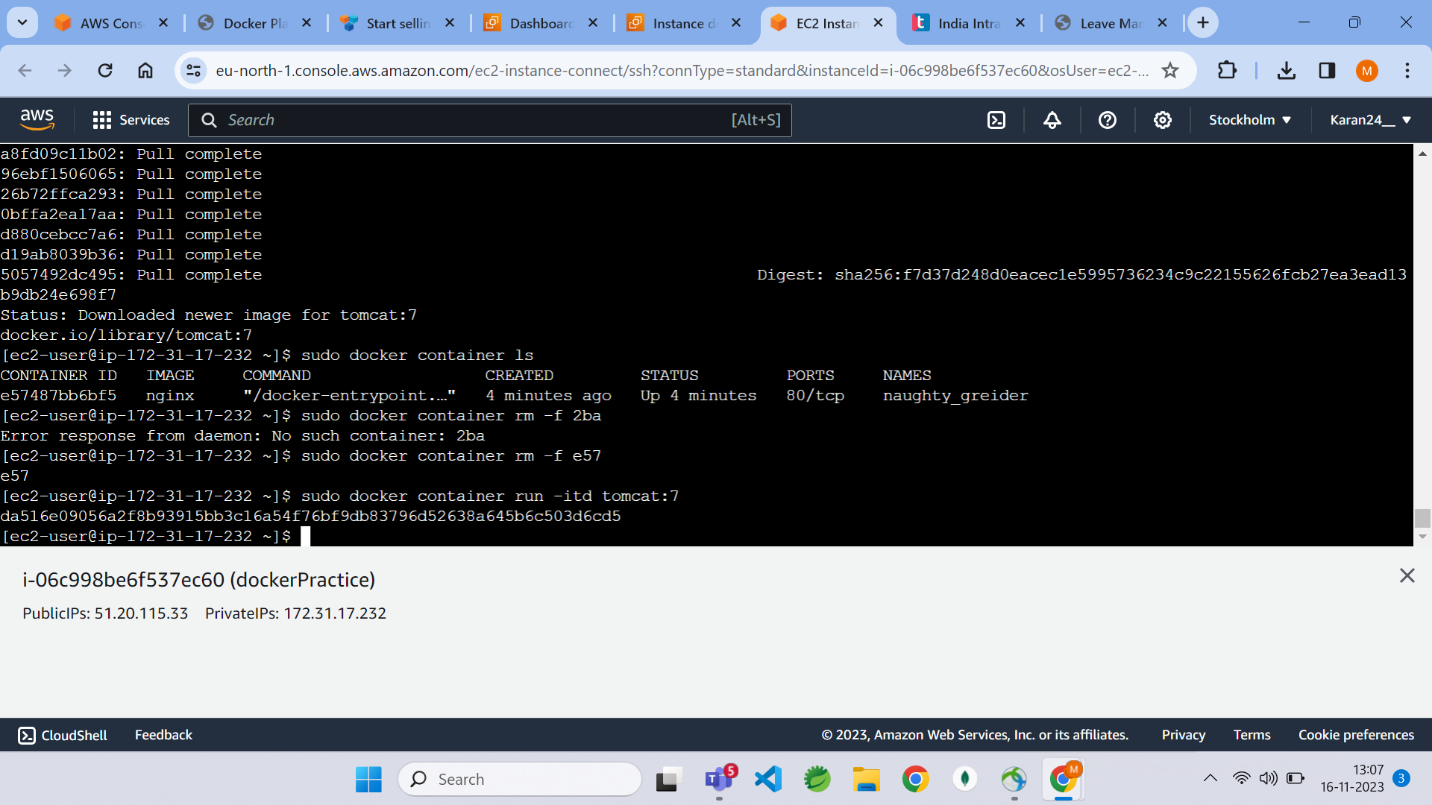 AWS Cons
Docker Pla
Start sellin
Dashboard
Instance d
EC2 Instan
India Intra
Leave Man
eu-north-1.console.aws.amazon.com/ec2-instance-connect/ssh?connType=standard&instanceId=i-06c998be6f537ec60&osUser=ec2-...
M
aws
Services
Search
[Alt+S]
Stockholm
Karan24__
a8fd09c11b02: Pull complete
96ebf1506065: Pull complete
26b72ffca293: Pull complete
0bffa2ea17aa: Pull complete
d880cebcc7a6: Pull complete
d19ab8039b36: Pull complete
5057492dc495: Pull complete Digest: sha256:f7d37d248d0eacec1e5995736234c9c22155626fcb27ea3ead13
b9db24e698f7
Status: Downloaded newer image for tomcat:7
docker.io/library/tomcat:7
[ec2-user@ip-172-31-17-232 ~]$ sudo docker container ls
CONTAINER ID IMAGE COMMAND CREATED STATUS PORTS NAMES
e57487bb6bf5 nginx "/docker-entrypoint.…" 4 minutes ago Up 4 minutes 80/tcp naughty_greider
[ec2-user@ip-172-31-17-232 ~]$ sudo docker container rm -f 2ba
Error response from daemon: No such container: 2ba
[ec2-user@ip-172-31-17-232 ~]$ sudo docker container rm -f e57
e57
[ec2-user@ip-172-31-17-232 ~]$ sudo docker container run -itd tomcat:7
da516e09056a2f8b93915bb3c16a54f76bf9db83796d52638a645b6c503d6cd5
[ec2-user@ip-172-31-17-232 ~]$
i-06c998be6f537ec60 (dockerPractice)
PublicIPs: 51.20.115.33 PrivateIPs: 172.31.17.232
CloudShell
Feedback
© 2023, Amazon Web Services, Inc. or its affiliates.
Privacy
Terms
Cookie preferences
Search
5
M
13:07
16-11-2023
3